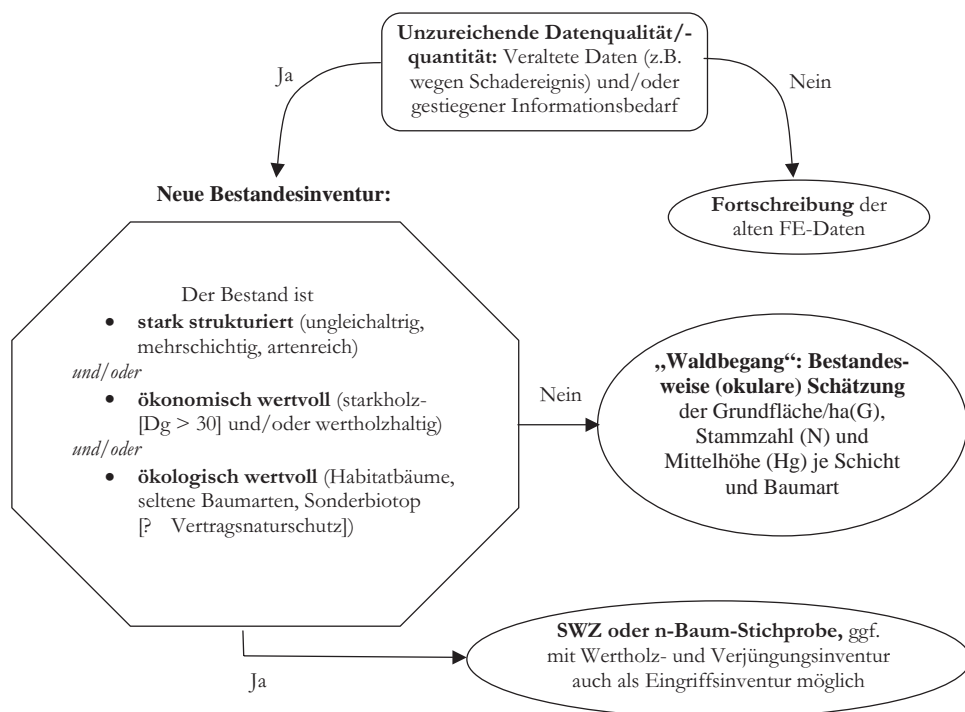 Unzureichende Datenqualität/-
quantität: Veraltete Daten (z.B.
wegen Schadereignis) und/oder
gestiegener Informationsbedarf
Ja
Nein
Neue Bestandesinventur:
Fortschreibung der
alten FE-Daten
Der Bestand ist
• stark strukturiert (ungleichaltrig,
mehrschichtig, artenreich)
und/oder
• ökonomisch wertvoll (starkholz-
[Dg > 30] und/oder wertholzhaltig)
und/oder
• ökologisch wertvoll (Habitatbäume,
seltene Baumarten, Sonderbiotop
[? Vertragsnaturschutz])
Nein
„Waldbegang“: Bestandes-
weise (okulare) Schätzung
der Grundfläche/ha(G),
Stammzahl (N) und
Mittelhöhe (Hg) je Schicht
und Baumart
Ja
SWZ oder n-Baum-Stichprobe, ggf.
mit Wertholz- und Verjüngungsinventur
auch als Eingriffsinventur möglich